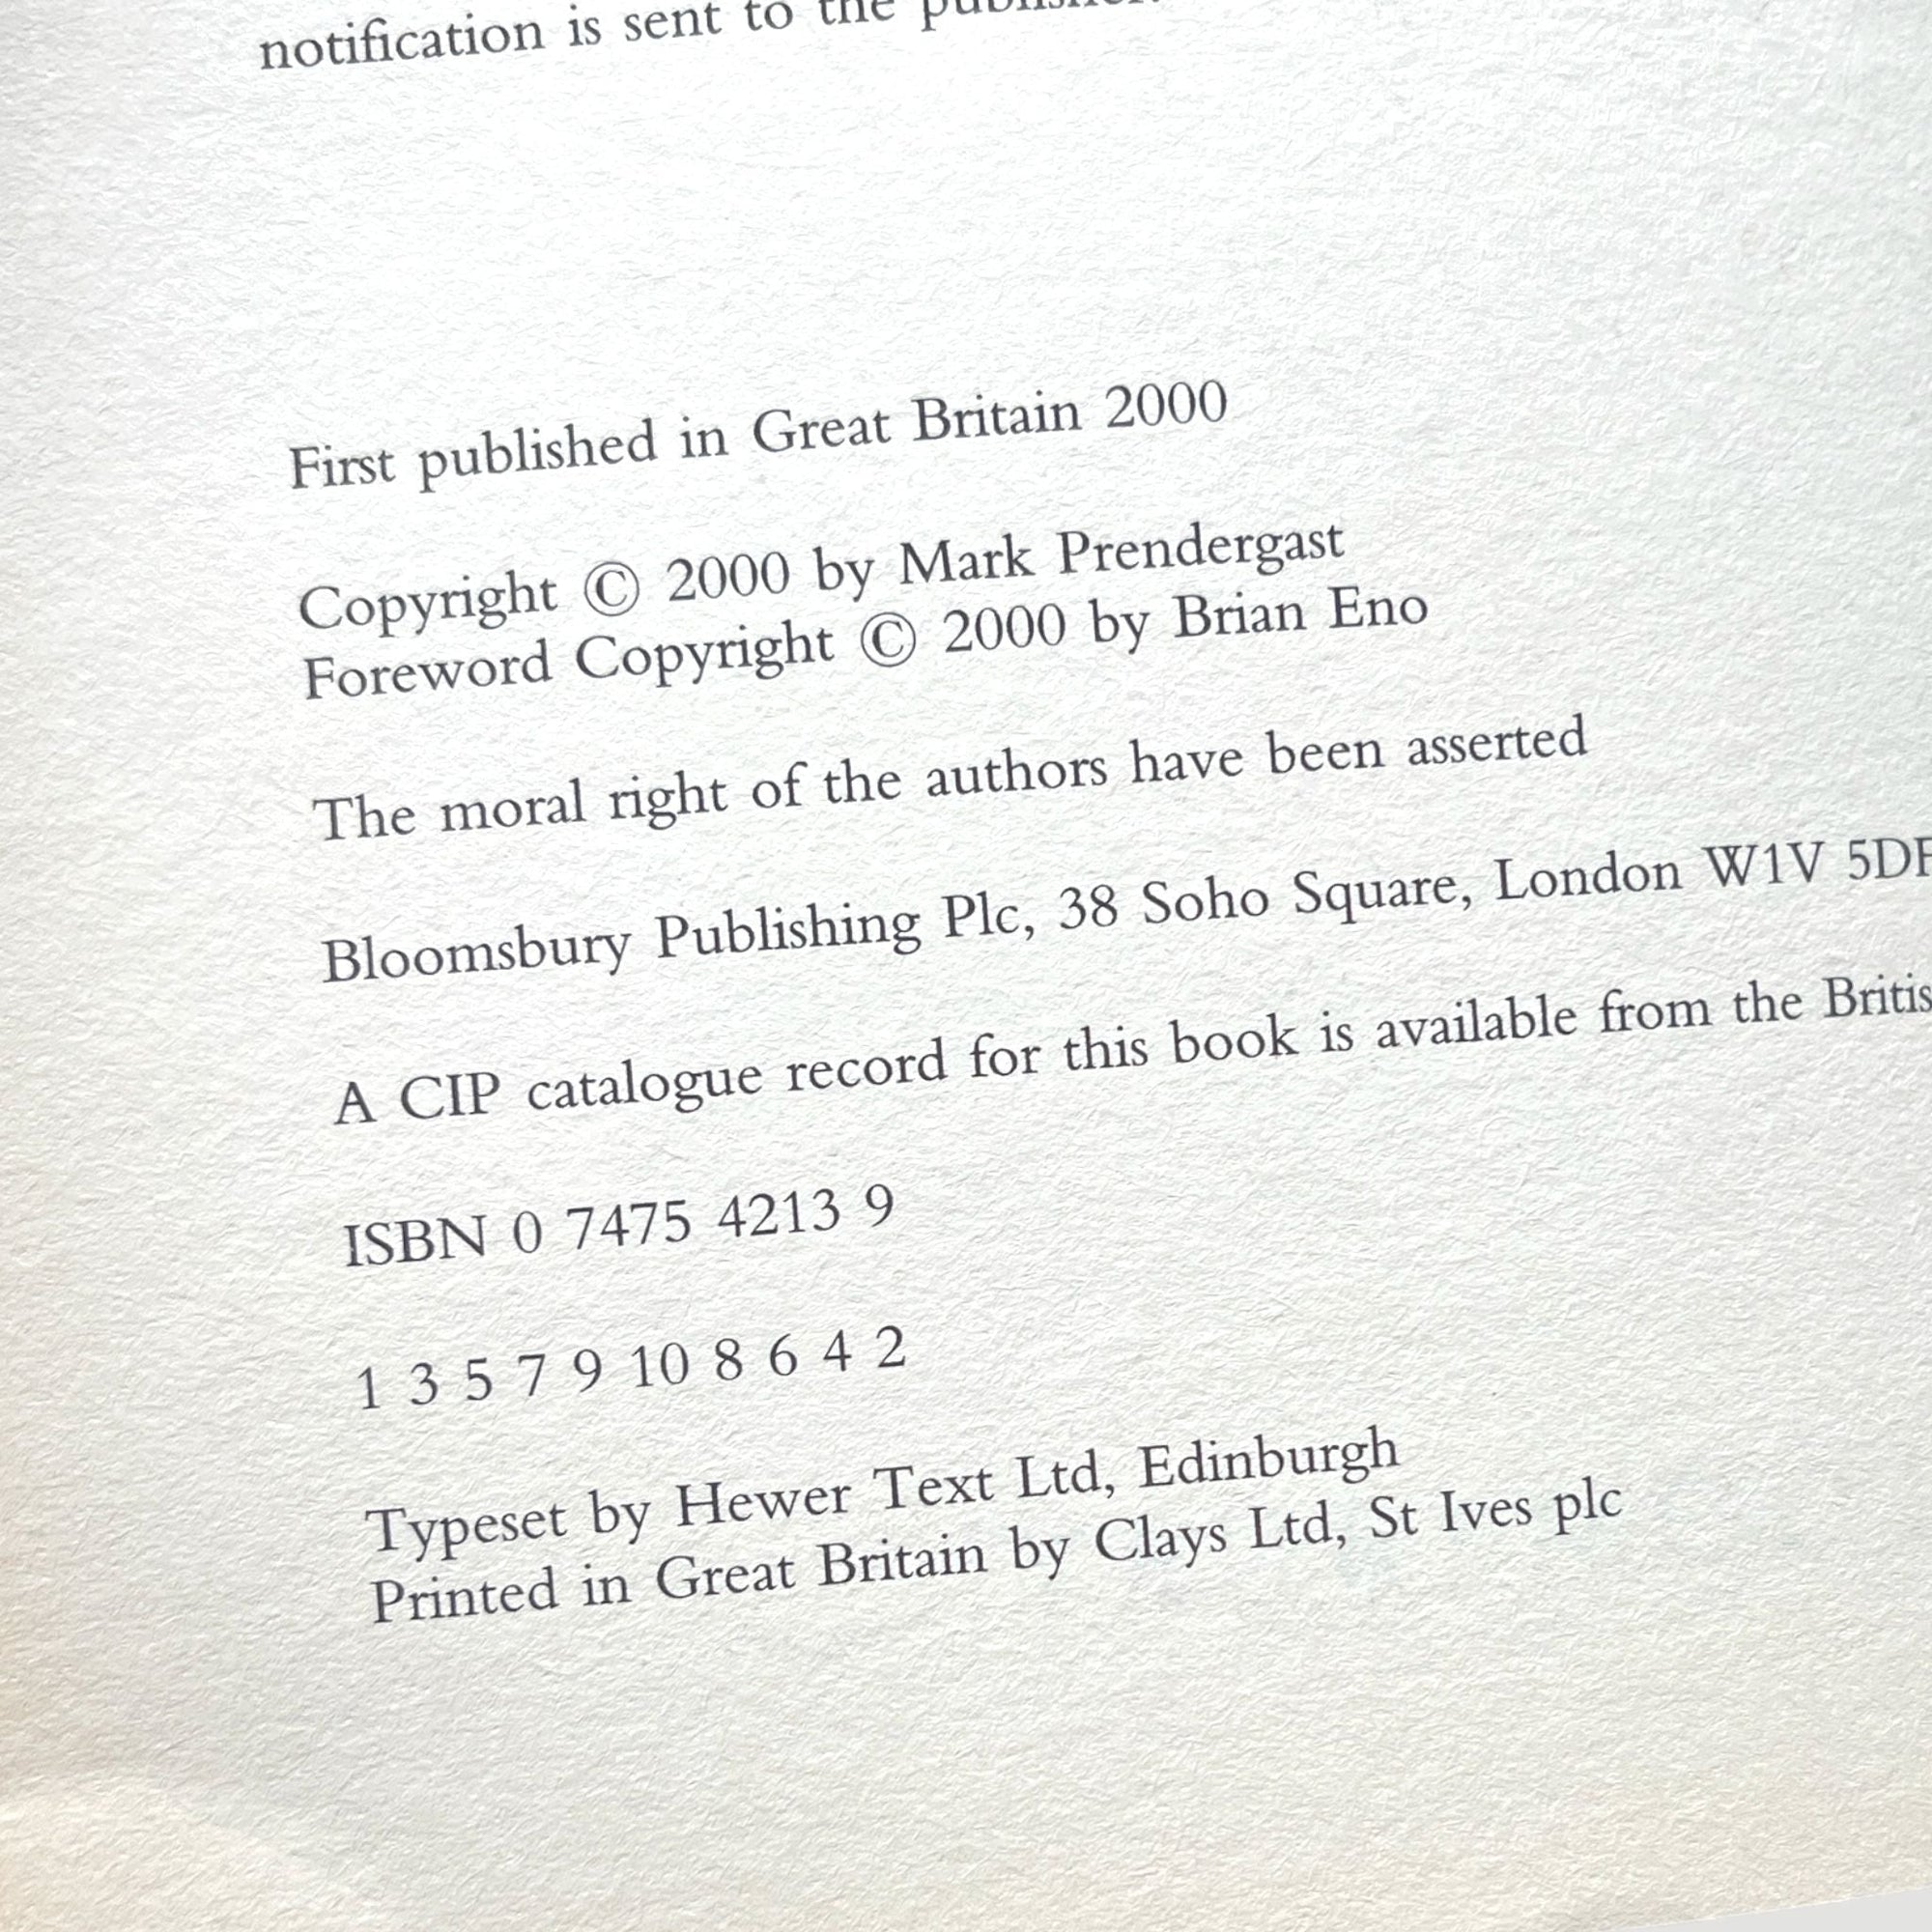 notification is sent to the publisher.
First published in Great Britain 2000
Copyright © 2000 by Mark Prendergast
Foreword Copyright © 2000 by Brian Eno
The moral right of the authors have been asserted
Bloomsbury Publishing Plc, 38 Soho Square, London W1V
A CIP catalogue record for this book is available from the
ISBN 0 7475 4213 9
1 3 5 7 9 10 8 6 4 2
Typeset by Hewer Text Ltd, Edinburgh
Printed in Great Britain by Clays Ltd, St Ives plc